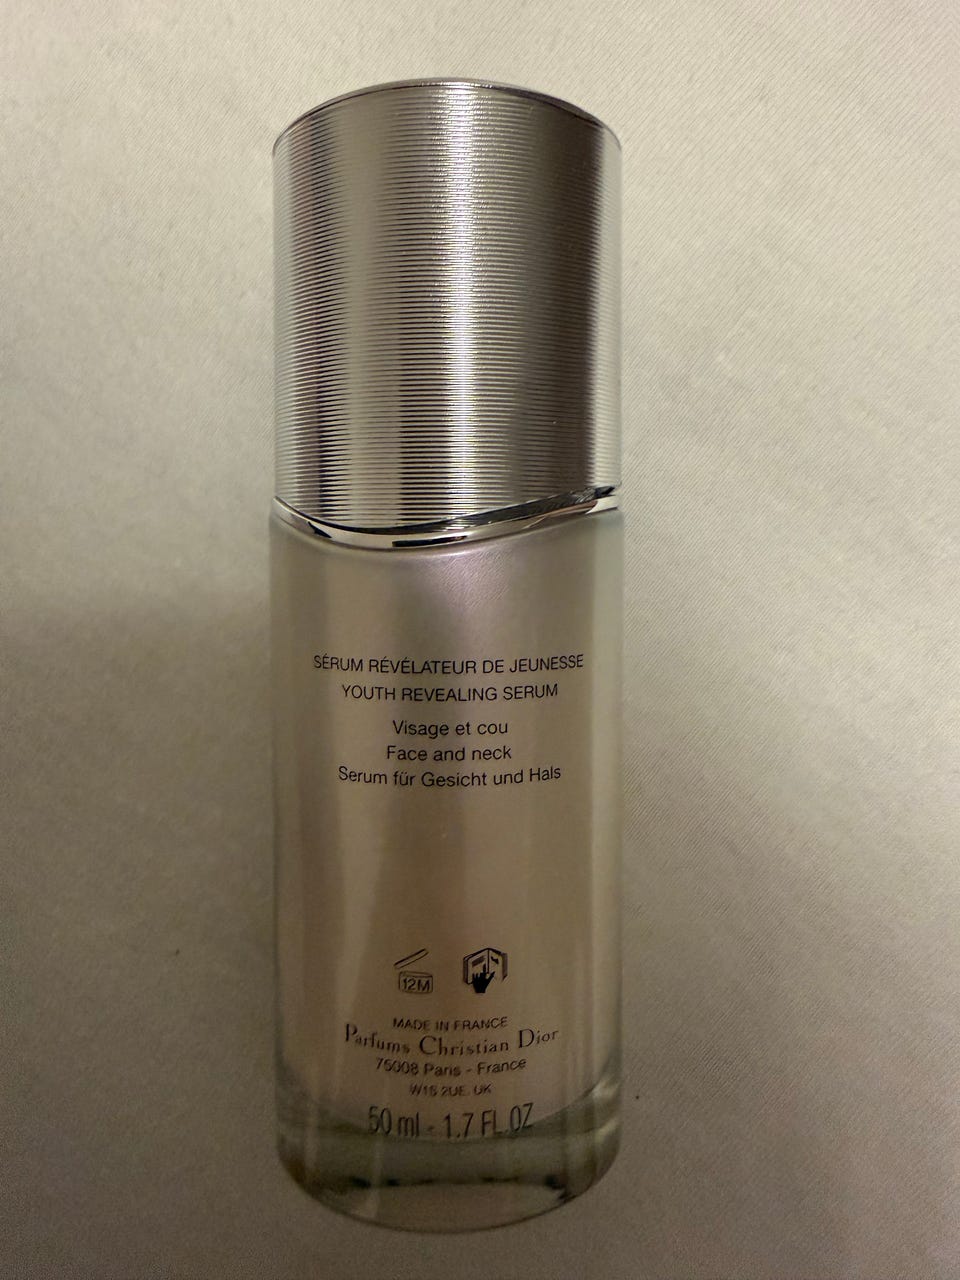 SÉRUM RÉVÉLATEUR DE JEUNESSE
YOUTH REVEALING SERUM
Visage et cou
Face and neck
Serum für Gesicht und Hals
12M
MADE IN FRANCE
Parfums Christian Dior
75008 Paris - France
W1S 2UE. UK
50 ml - 1.7 FL.OZ